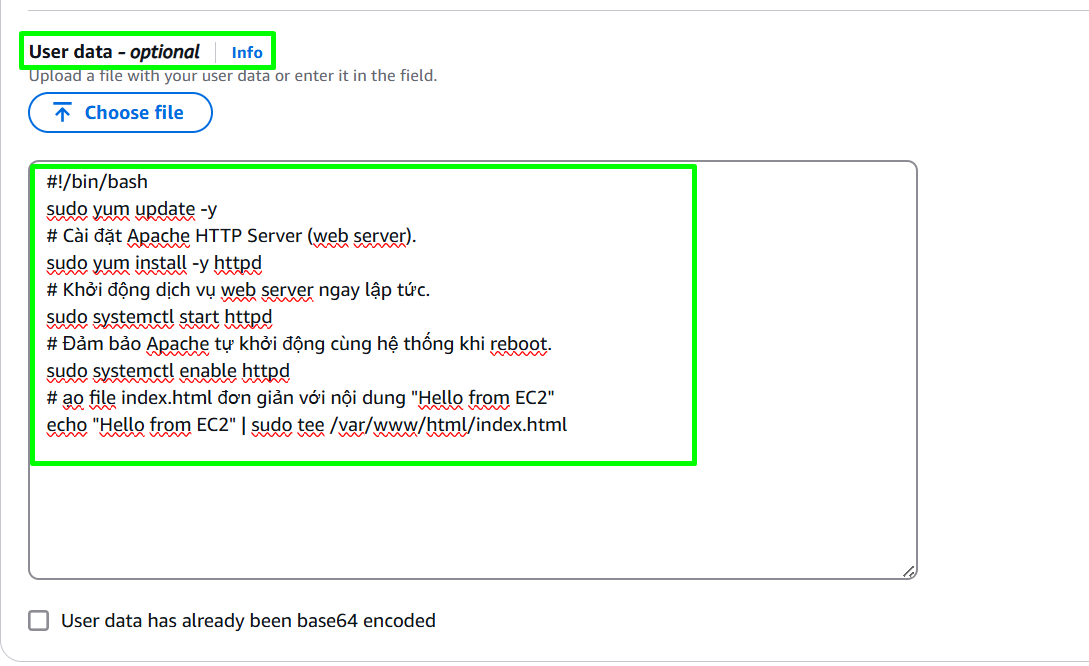 User data - optional Info
Upload a file with your user data or enter it in the field.
Choose file
#!/bin/bash
sudo yum update -y
# Cài đặt Apache HTTP Server (web server).
sudo yum install -y httpd
# Khởi động dịch vụ web server ngay lập tức.
sudo systemctl start httpd
# Đảm bảo Apache tự khởi động cùng hệ thống khi reboot.
sudo systemctl enable httpd
# ạo file index.html đơn giản với nội dung "Hello from EC2"
echo "Hello from EC2" | sudo tee /var/www/html/index.html
User data has already been base64 encoded